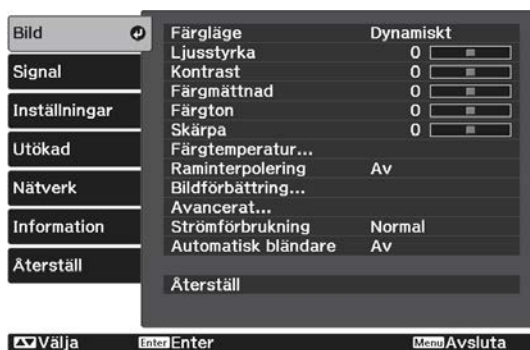 Bild
Signal
Inställningar
Utökad
Nätverk
Information
Återställ
Färgläge Dynamiskt
Ljusstyrka 0
Kontrast 0
Färgmättnad 0
Färgton 0
Skärpa 0
Färgtemperatur...
Raminterpolering Av
Bildförbättring...
Avancerat...
Strömförbrukning Normal
Automatisk bländare Av
Återställ
Välja Enter Enter Menu Avsluta